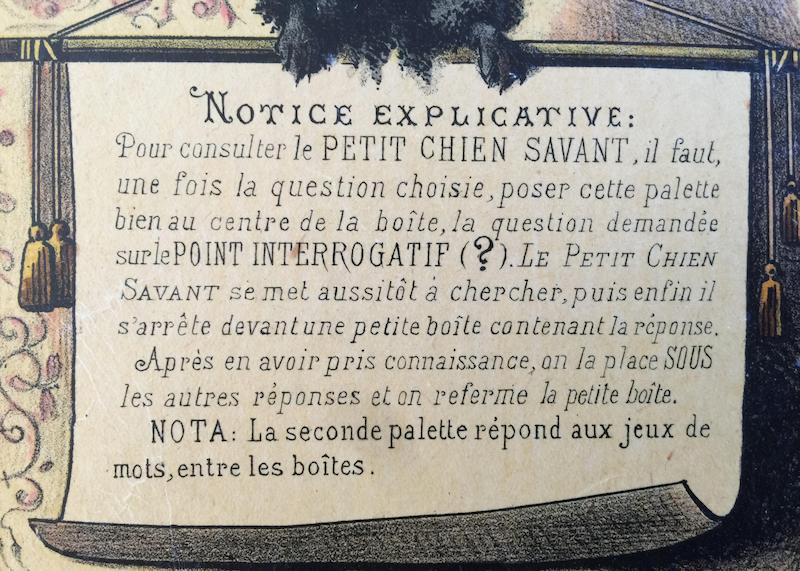 NOTICE EXPLICATIVE:
Pour consulter le PETIT CHIEN SAVANT, il faut,
une fois la question choisie, poser cette palette
bien au centre de la boîte, la question demandée
sur le POINT INTERROGATIF (?). LE PETIT CHIEN
SAVANT se met aussitôt à chercher, puis enfin il
s'arrête devant une petite boîte contenant la réponse.
Après en avoir pris connaissance, on la place SOUS
les autres réponses et on referme la petite boîte.
NOTA: La seconde palette répond aux jeux de
mots, entre les boîtes.